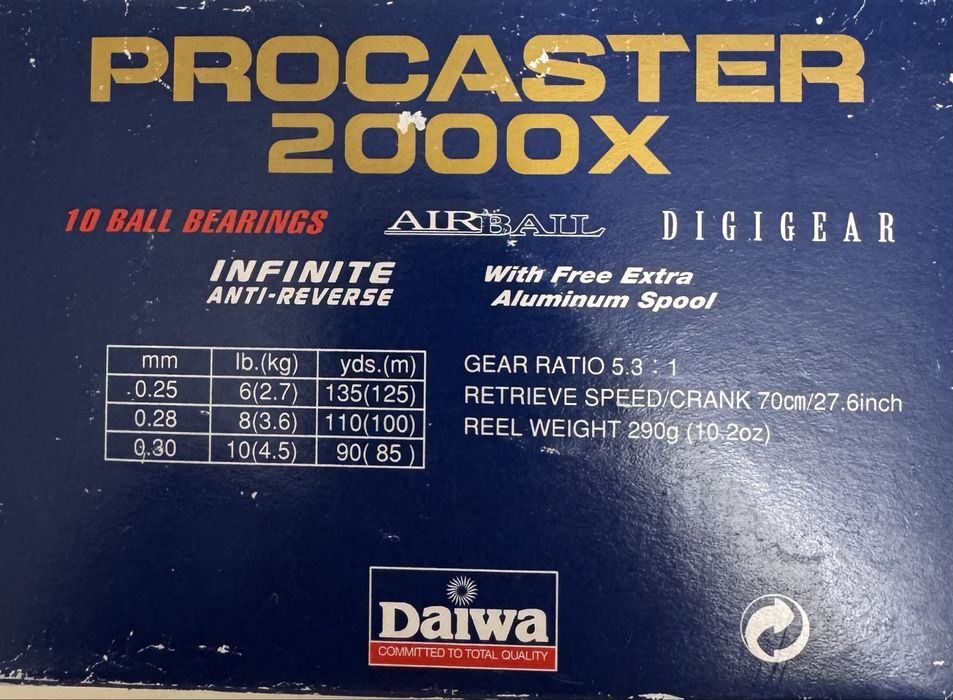 PROCASTER
2000X
10 BALL BEARINGS AIRBAIL DIGIGEAR
INFINITE
ANTI-REVERSE
With Free Extra
Aluminum Spool
mm lb.(kg) yds.(m)
0.25 6(2.7) 135(125)
0.28 8(3.6) 110(100)
0.30 10(4.5) 90( 85 )
GEAR RATIO 5.3 : 1
RETRIEVE SPEED/CRANK 70cm/27.6inch
REEL WEIGHT 290g (10.2oz)
Daiwa
COMMITTED TO TOTAL QUALITY